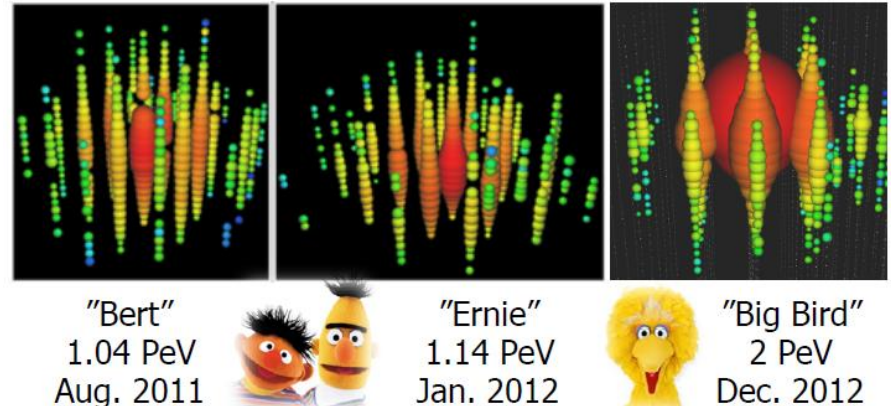 "Bert"
1.04 PeV
Aug. 2011
"Ernie"
1.14 PeV
Jan. 2012
"Big Bird"
2 PeV
Dec. 2012